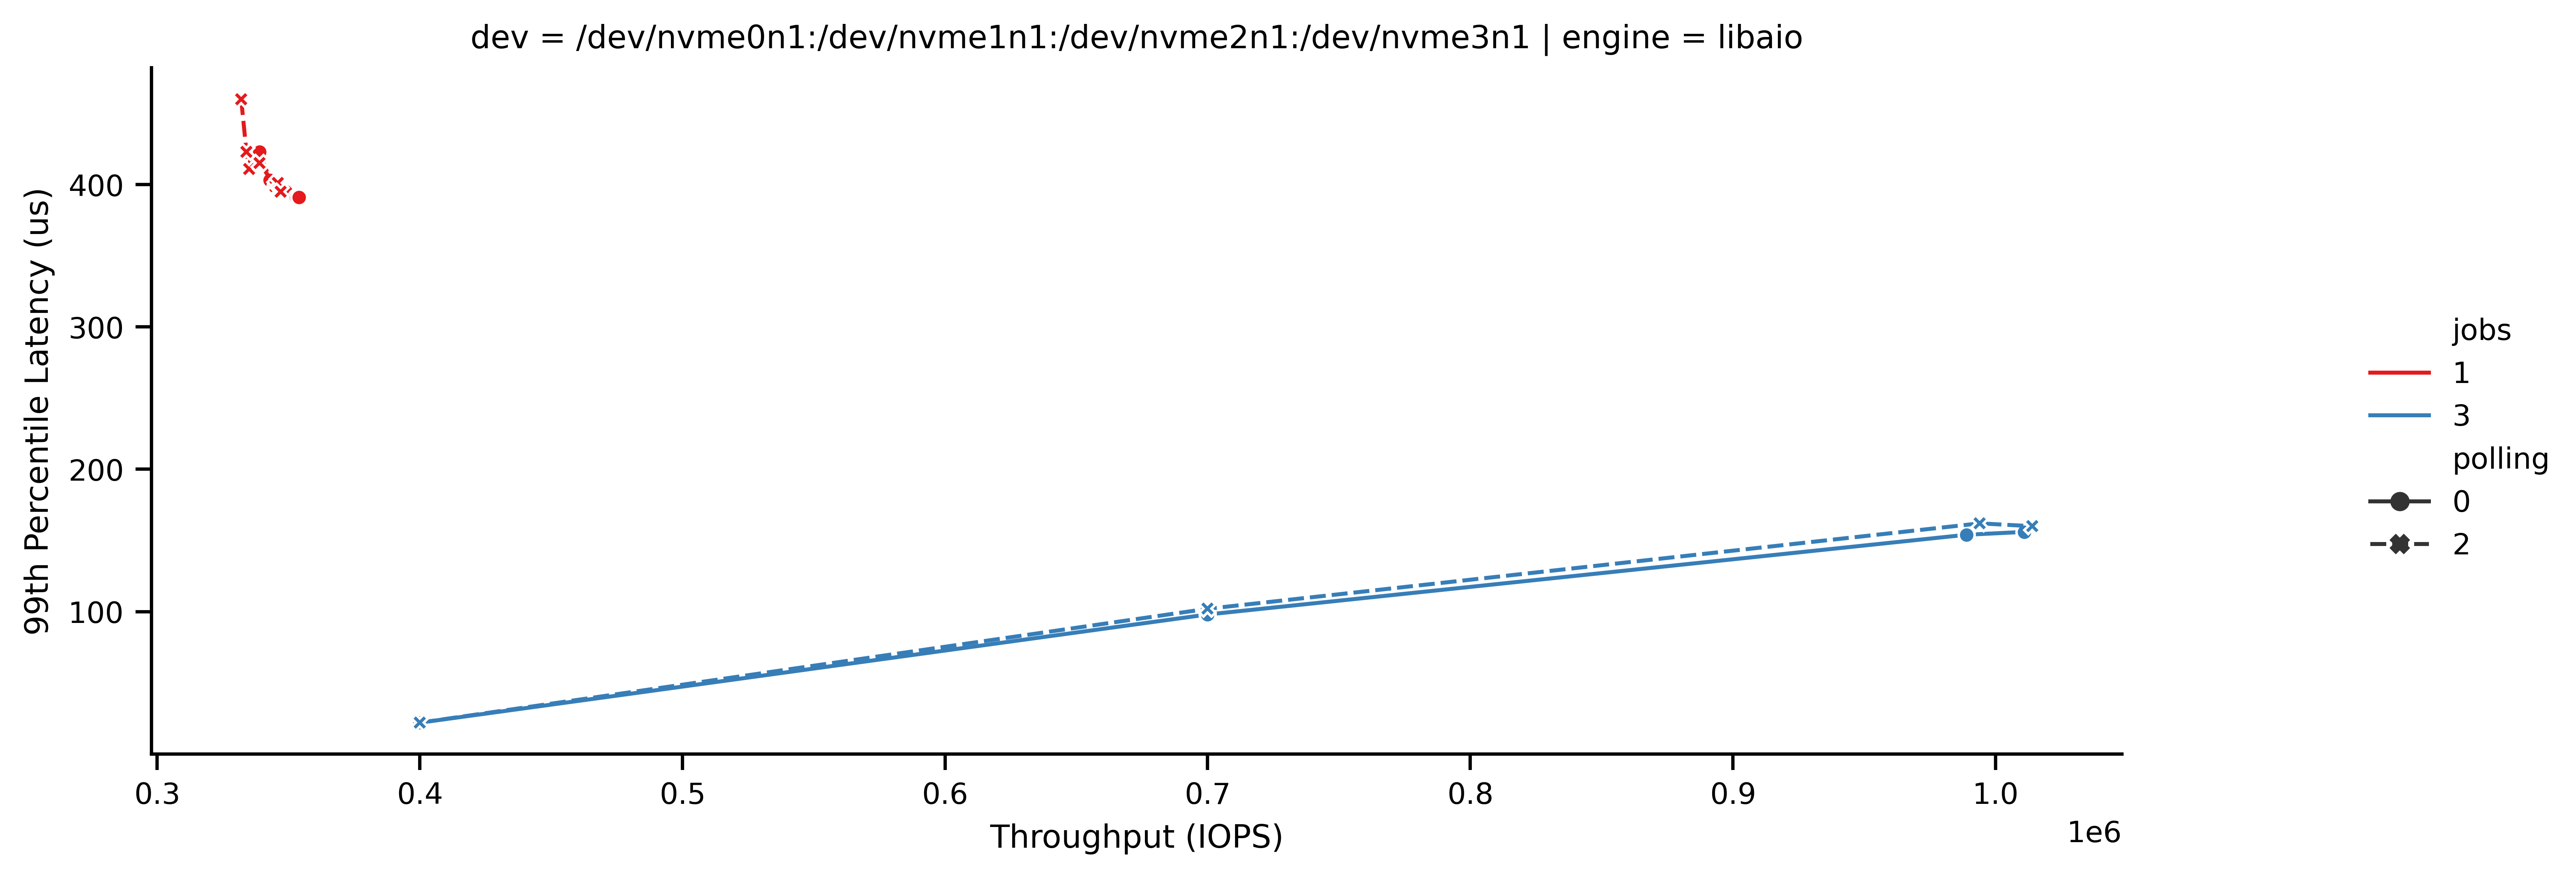 dev = /dev/nvme0n1:/dev/nvme1n1:/dev/nvme2n1:/dev/nvme3n1 | engine = libaio
99th Percentile Latency (us)
400
300
200
100
0.3 0.4 0.5 0.6 0.7 0.8 0.9 1.0
1e6
Throughput (IOPS)
jobs
1
3
polling
0
2